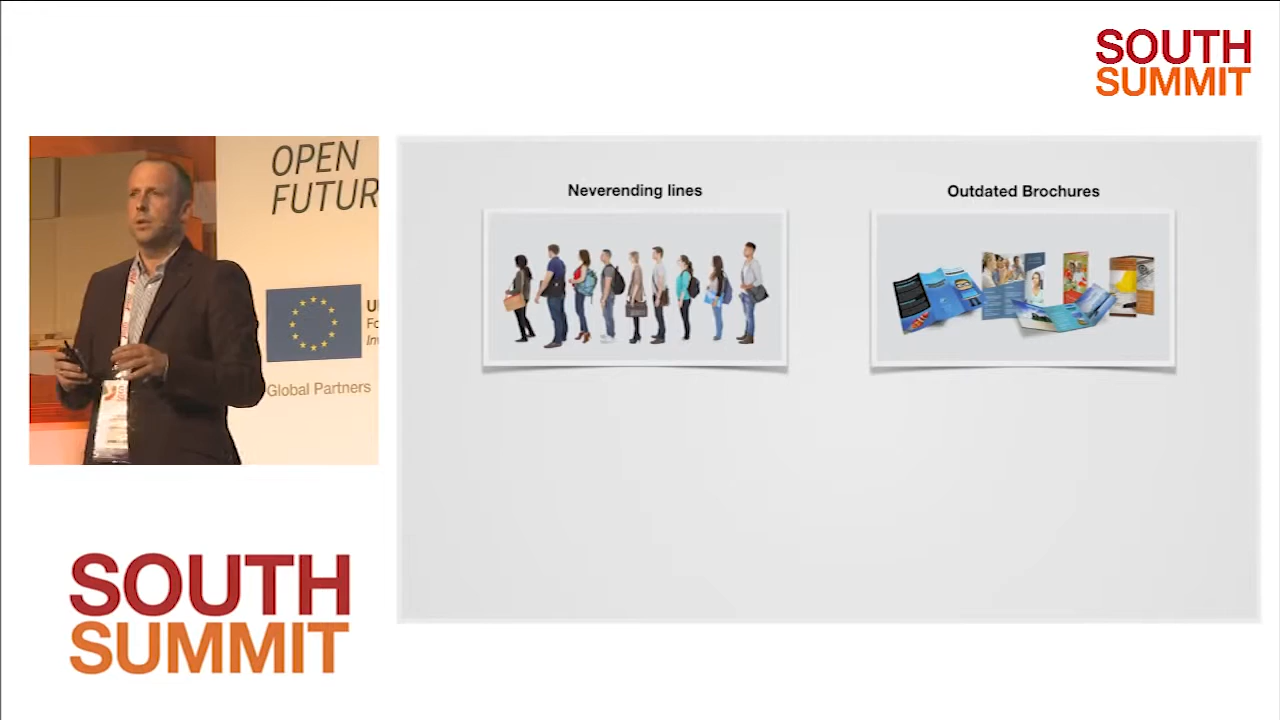 SOUTH
SUMMIT
OPEN
FUTUR
Global Partners
Neverending lines
Outdated Brochures
SOUTH
SUMMIT